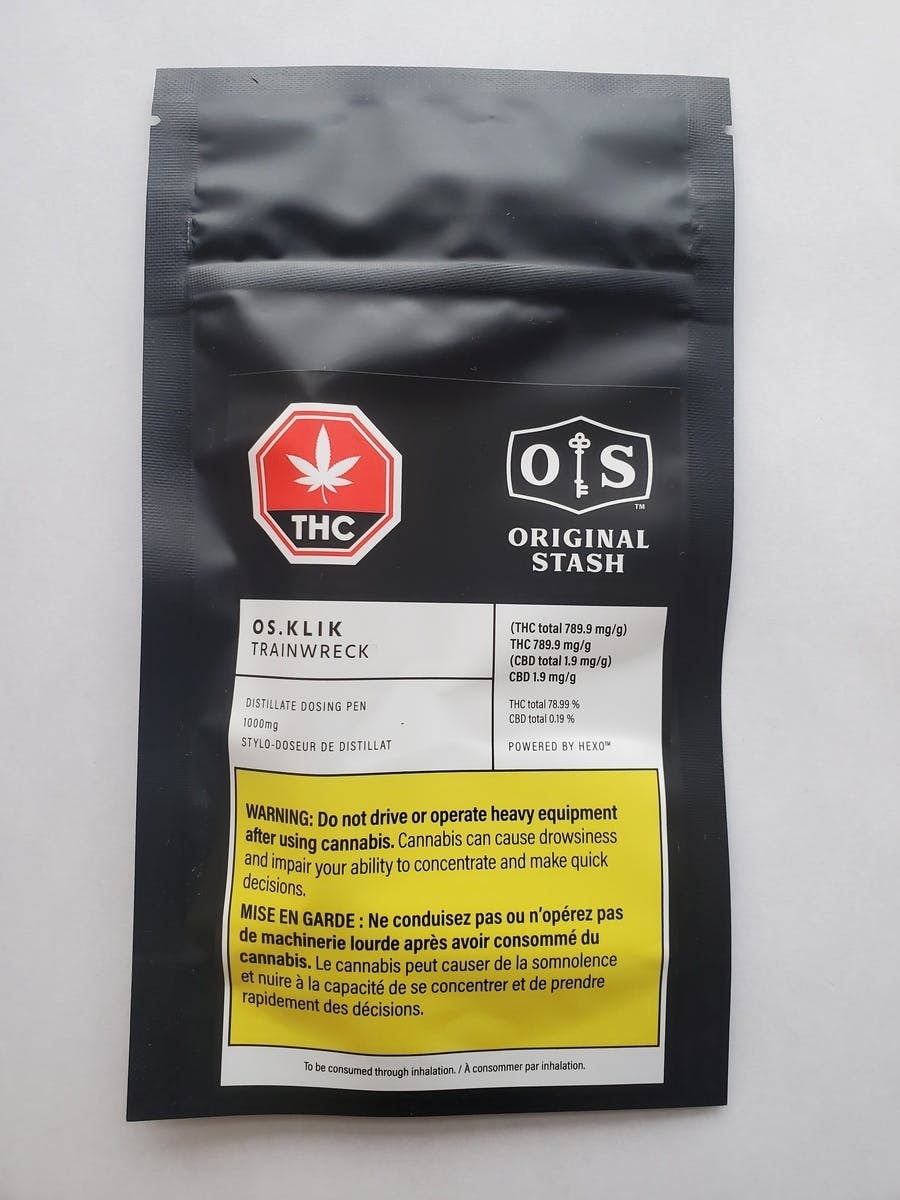 THC
O S
TM
ORIGINAL
STASH
OS.KLIK
TRAINWRECK
DISTILLATE DOSING PEN
1000mg
STYLO-DOSEUR DE DISTILLAT
(THC total 789.9 mg/g)
THC 789.9 mg/g
(CBD total 1.9 mg/g)
CBD 1.9 mg/g
THC total 78.99 %
CBD total 0.19 %
POWERED BY HEXO™
WARNING: Do not drive or operate heavy equipment
after using cannabis. Cannabis can cause drowsiness
and impair your ability to concentrate and make quick
decisions.
MISE EN GARDE : Ne conduisez pas ou n'opérez pas
de machinerie lourde après avoir consommé du
cannabis. Le cannabis peut causer de la somnolence
et nuire à la capacité de se concentrer et de prendre
rapidement des décisions.
To be consumed through inhalation. / À consommer par inhalation.